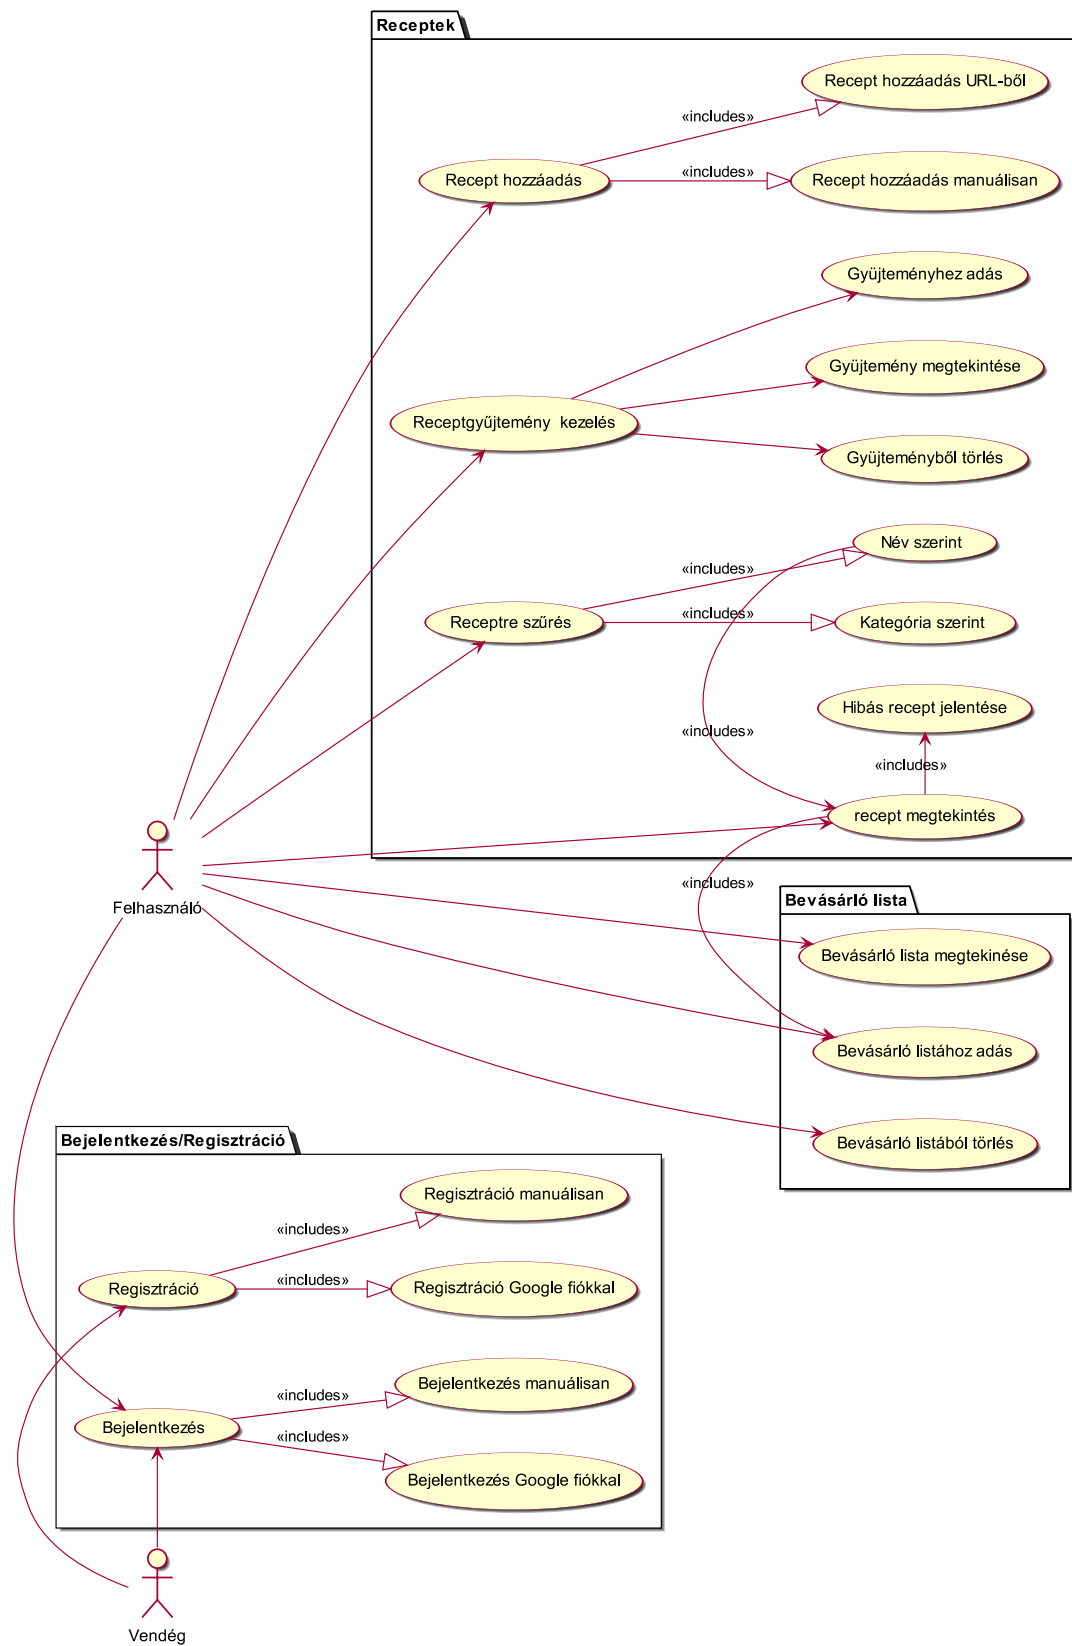 Receptek
Recept hozzáadás URL-ből
«includes»
Recept hozzáadás
«includes»
Recept hozzáadás manuálisan
Gyüjteményhez adás
Gyüjtemény megtekintése
Receptgyűjtemény  kezelés
Gyüjteményből törlés
Név szerint
«includes»
Receptre szűrés
«includes»
Kategória szerint
Hibás recept jelentése
«includes»
«includes»
recept megtekintés
Felhasználó
«includes»
Bevásárló lista
Bevásárló lista megtekinése
Bevásárló listához adás
Bevásárló listából törlés
Bejelentkezés/Regisztráció
Regisztráció manuálisan
«includes»
Regisztráció
«includes»
Regisztráció Google fiókkal
Bejelentkezés manuálisan
«includes»
Bejelentkezés
«includes»
Bejelentkezés Google fiókkal
Vendég